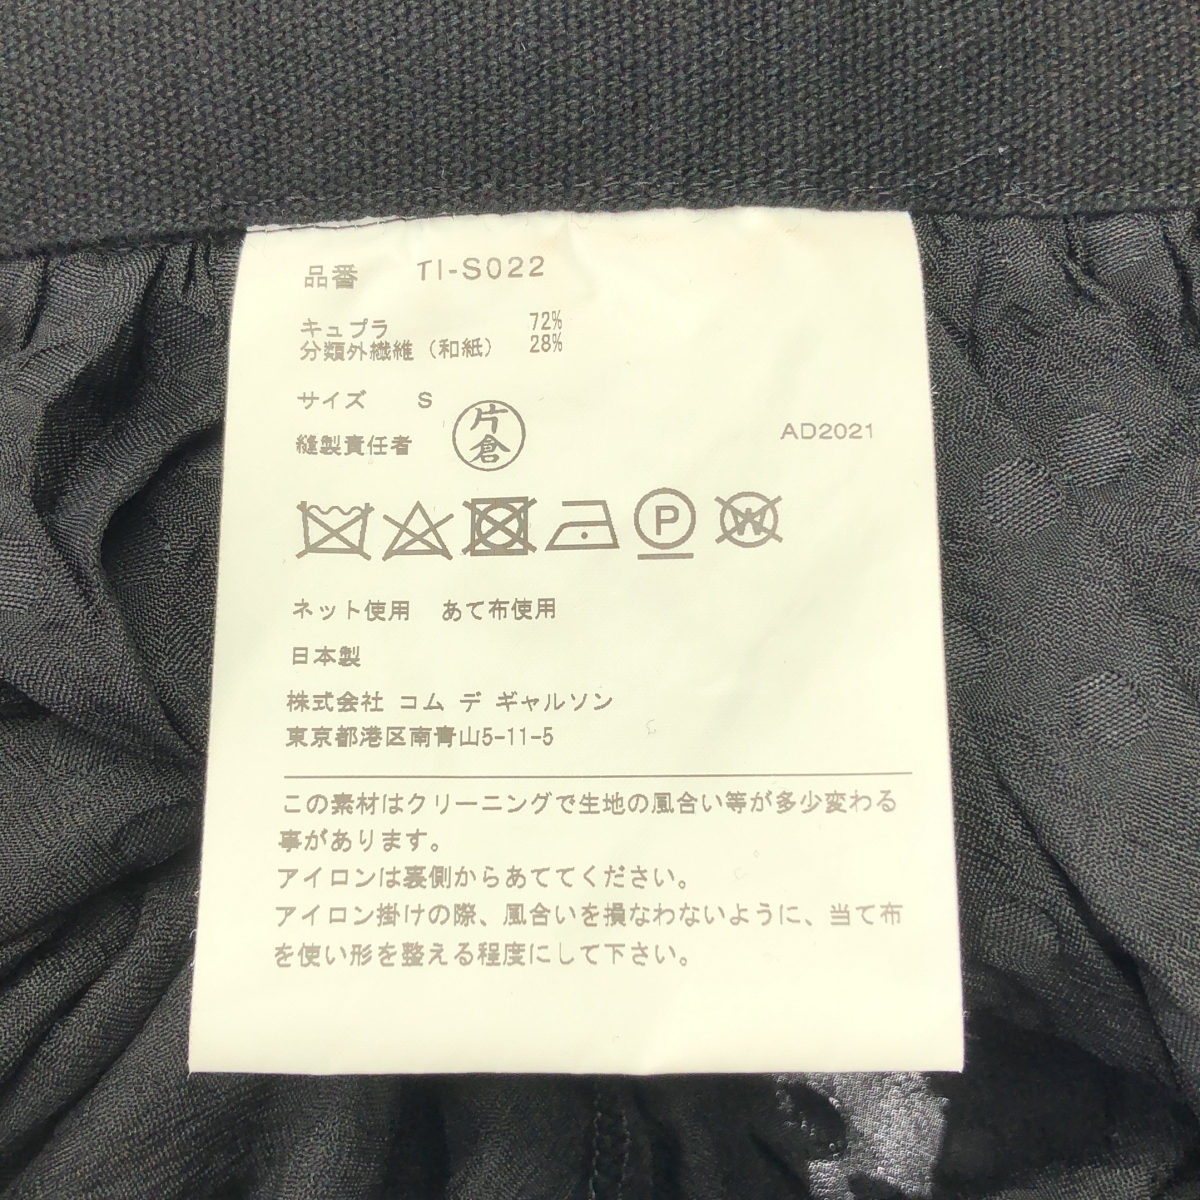 品番 TI-S022
キュプラ 72%
分類外繊維（和紙） 28%
サイズ S
縫製責任者 片倉
AD2021
P W
ネット使用 あて布使用
日本製
株式会社 コム デ ギャルソン
東京都港区南青山5-11-5
この素材はクリーニングで生地の風合い等が多少変わる
事があります。
アイロンは裏側からあててください。
アイロン掛けの際、風合いを損なわないように、当て布
を使い形を整える程度にして下さい。